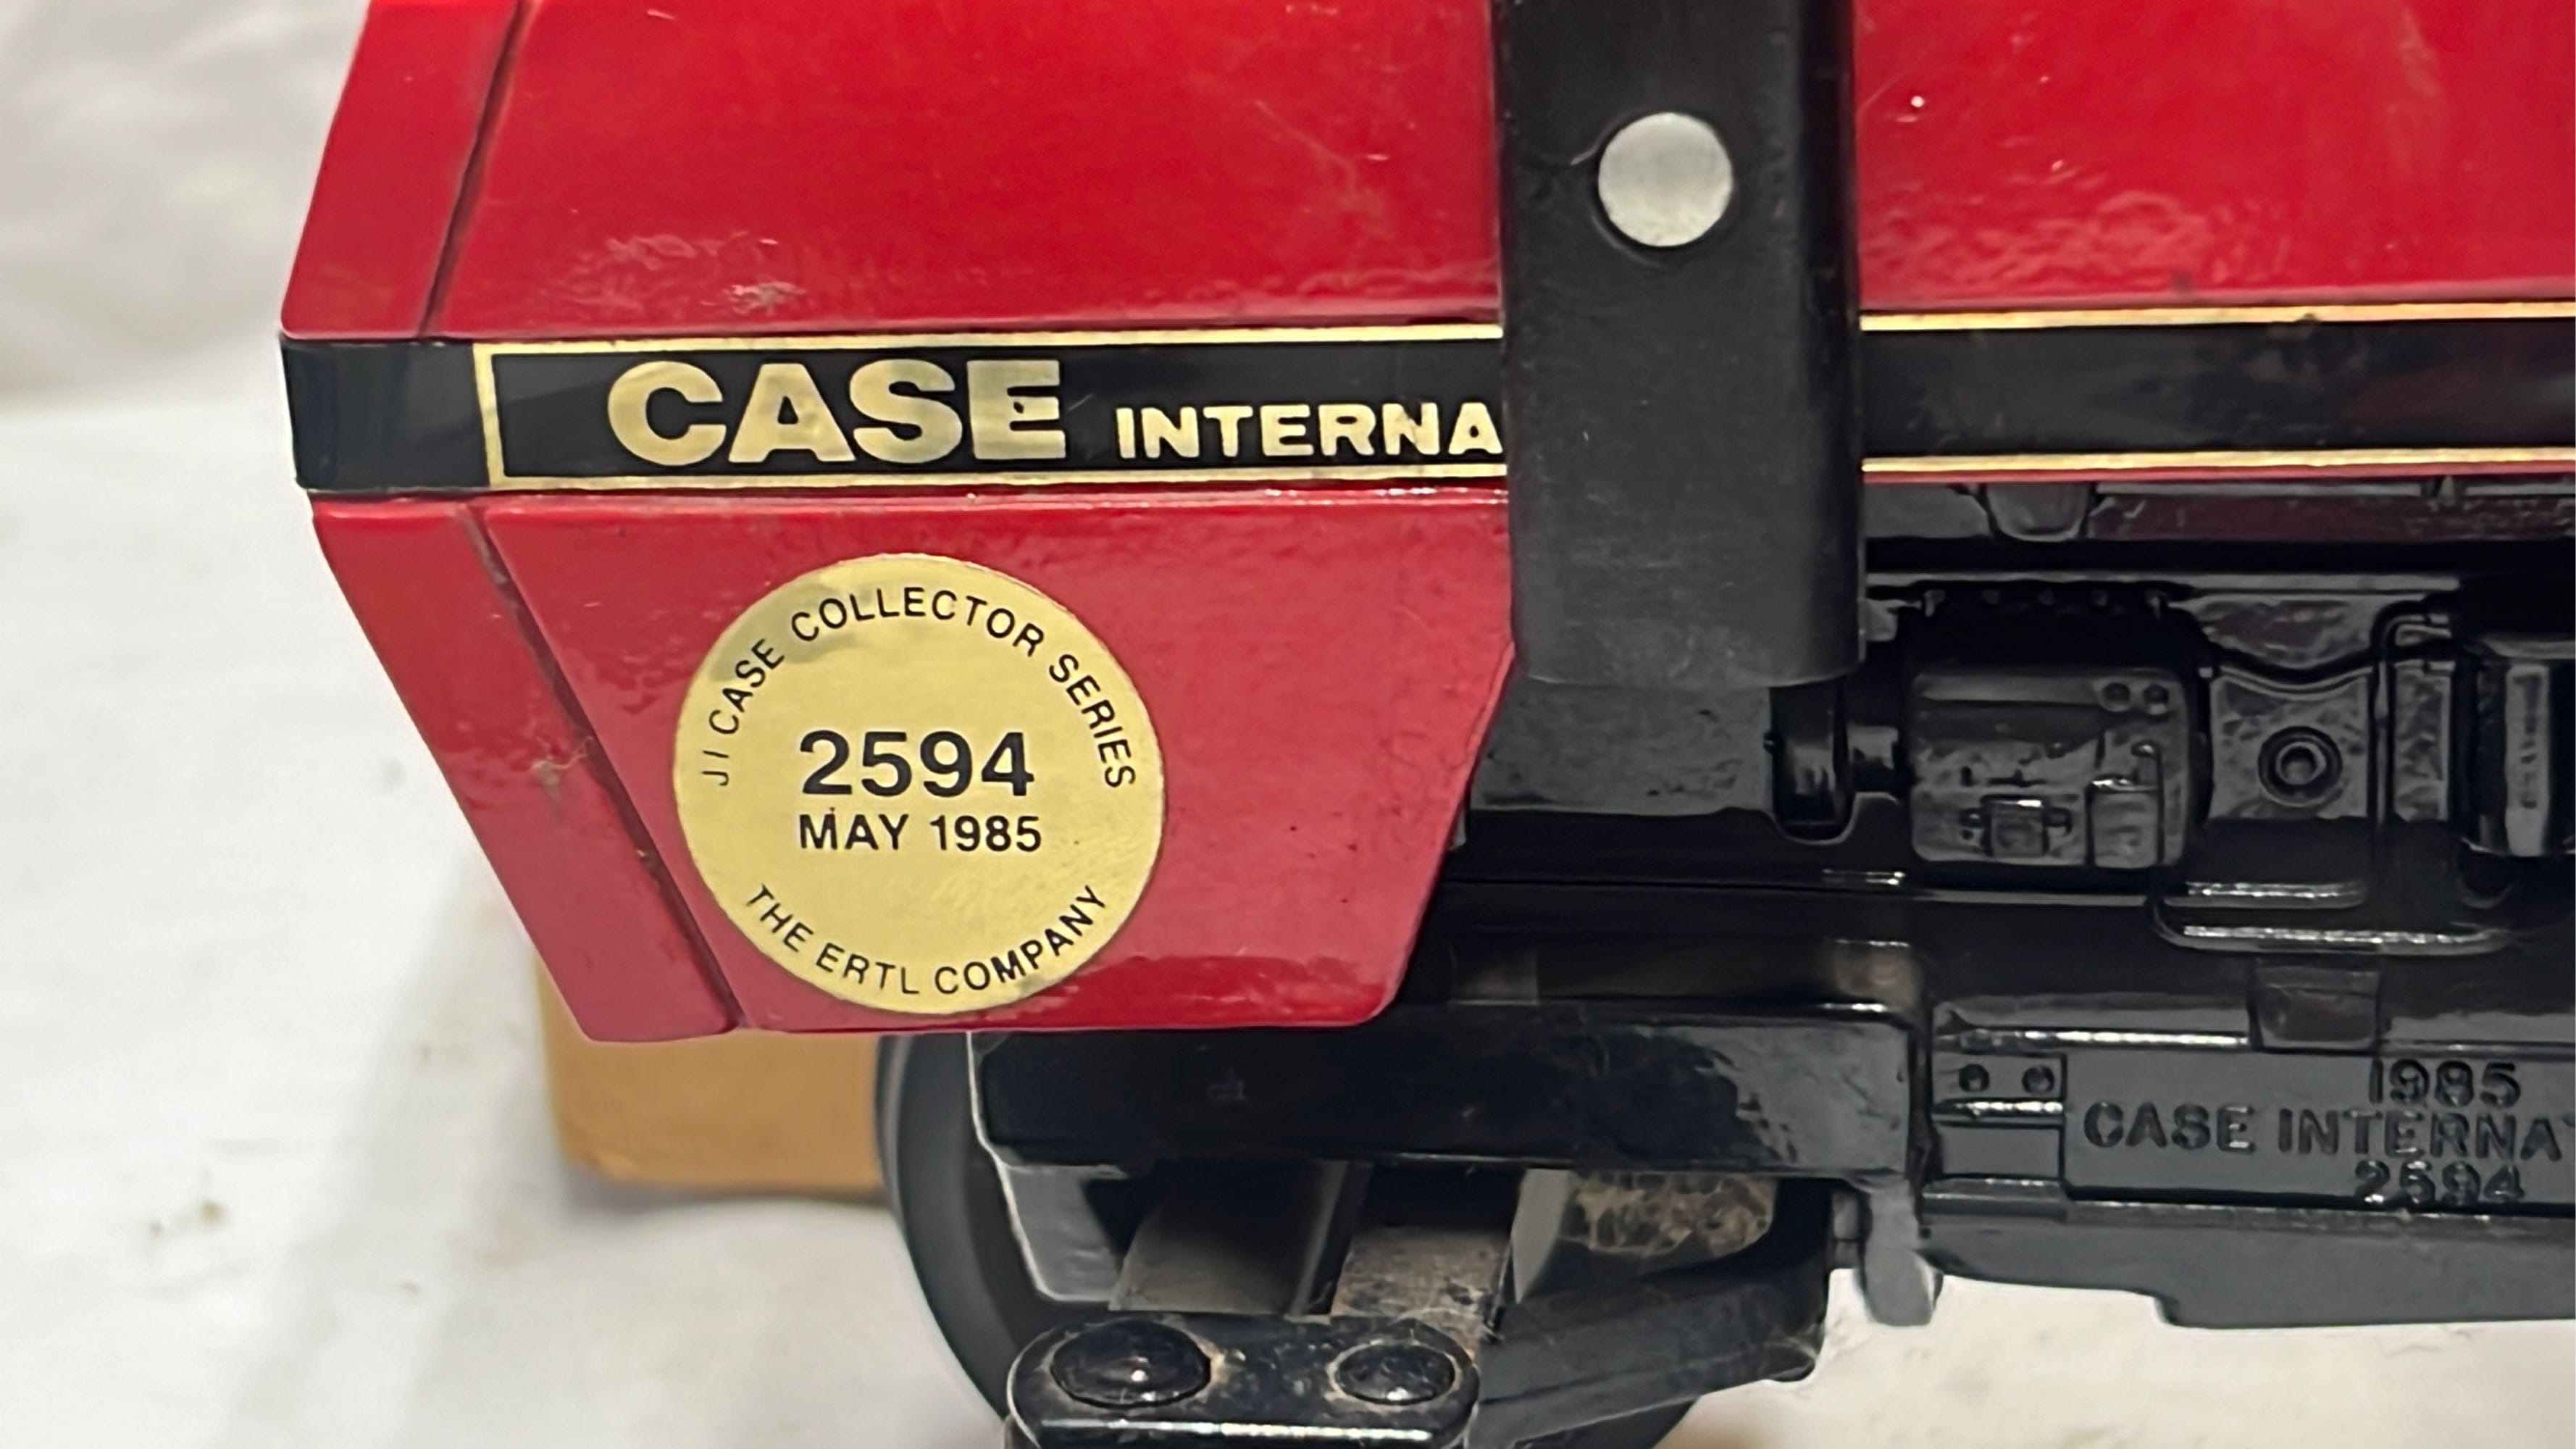 CASE INTERNA
JI CASE COLLECTOR SERIES
2594
MAY 1985
THE ERTL COMPANY
1985
CASE INTERNA
2594